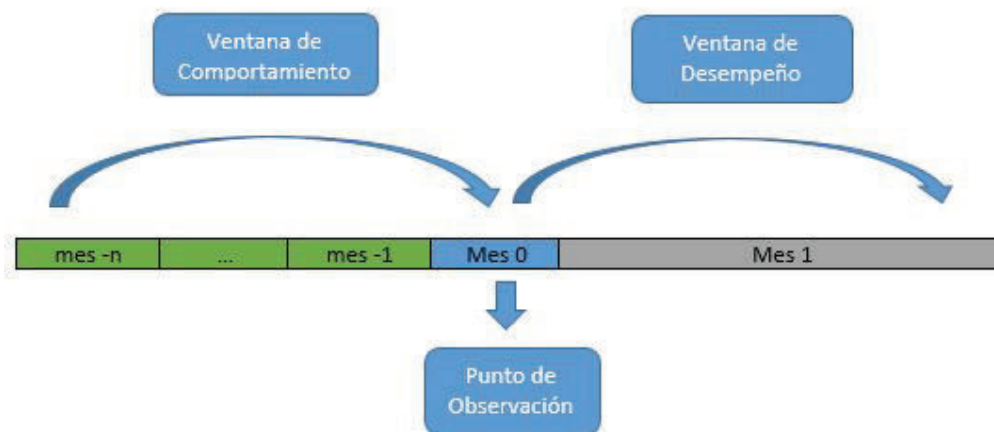 Ventana de
Comportamiento
Ventana de
Desempeño
mes -n
...
mes -1
Mes 0
Mes 1
Punto de
Observación